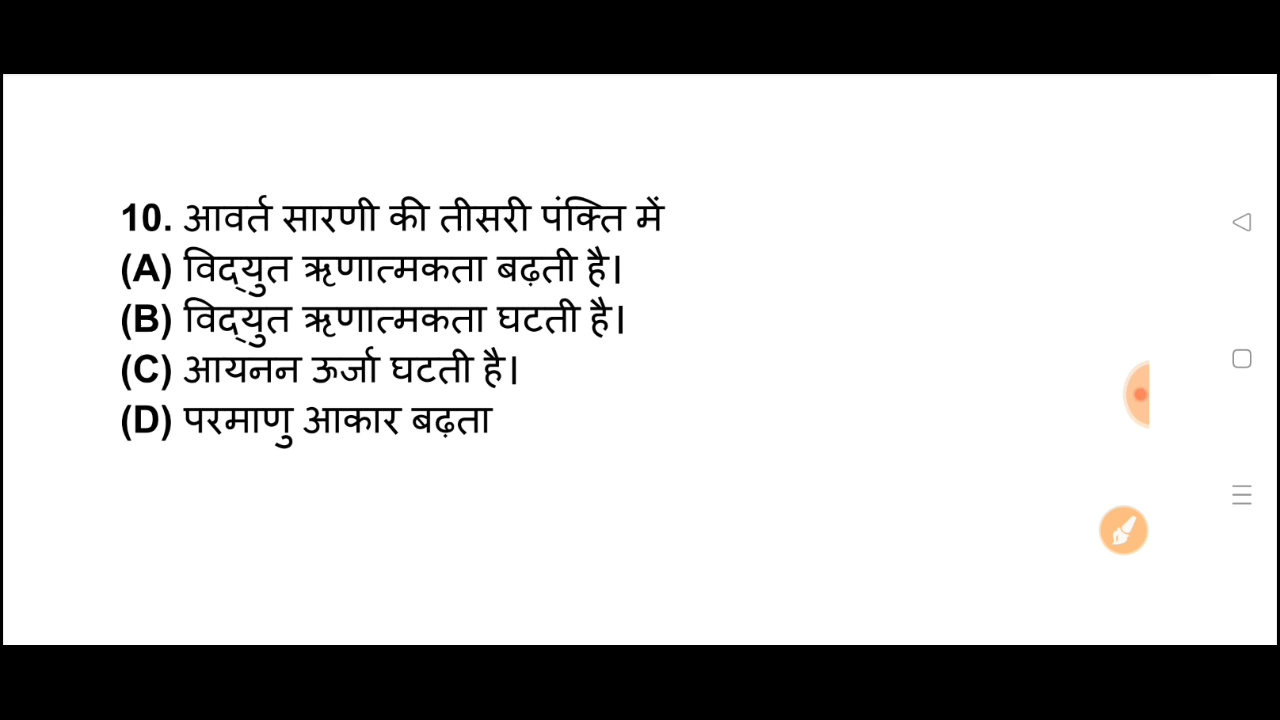 10. आवर्त सारणी की तीसरी पंक्ति में
(A) विद्‌युत ऋणात्मकता बढ़ती है।
(B) विद्‌युत ऋणात्मकता घटती है।
(C) आयनन ऊर्जा घटती है।
(D) परमाणु आकार बढ़ता